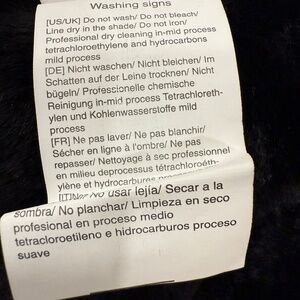 Washing signs
[US/UK] Do not wash/ Do not bleach/
Line dry in the shade/ Do not iron/
Professional dry cleaning in-mid process
tetrachloroethylene and hydrocarbons
mild process
[DE] Nicht waschen/ Nicht bleichen/ Im
Schatten auf der Leine trocknen/ Nicht
bügeln/ Professionelle chemische
Reinigung in-mid process Tetrachloreth-
ylen und Kohlenwasserstoffe mild
process
[FR] Ne pas laver/ Ne pas blanchir/
Sécher en ligne à l'ombre/ Ne pas
repasser/ Nettoyage à sec professionnel
en milieu deprocessus tétrachloroéth-
ylène et hydrocarbures
usar lejía/ Secar a la
sombra/ No planchar/ Limpieza en seco
profesional en proceso medio
tetracloroetileno e hidrocarburos proceso
suave